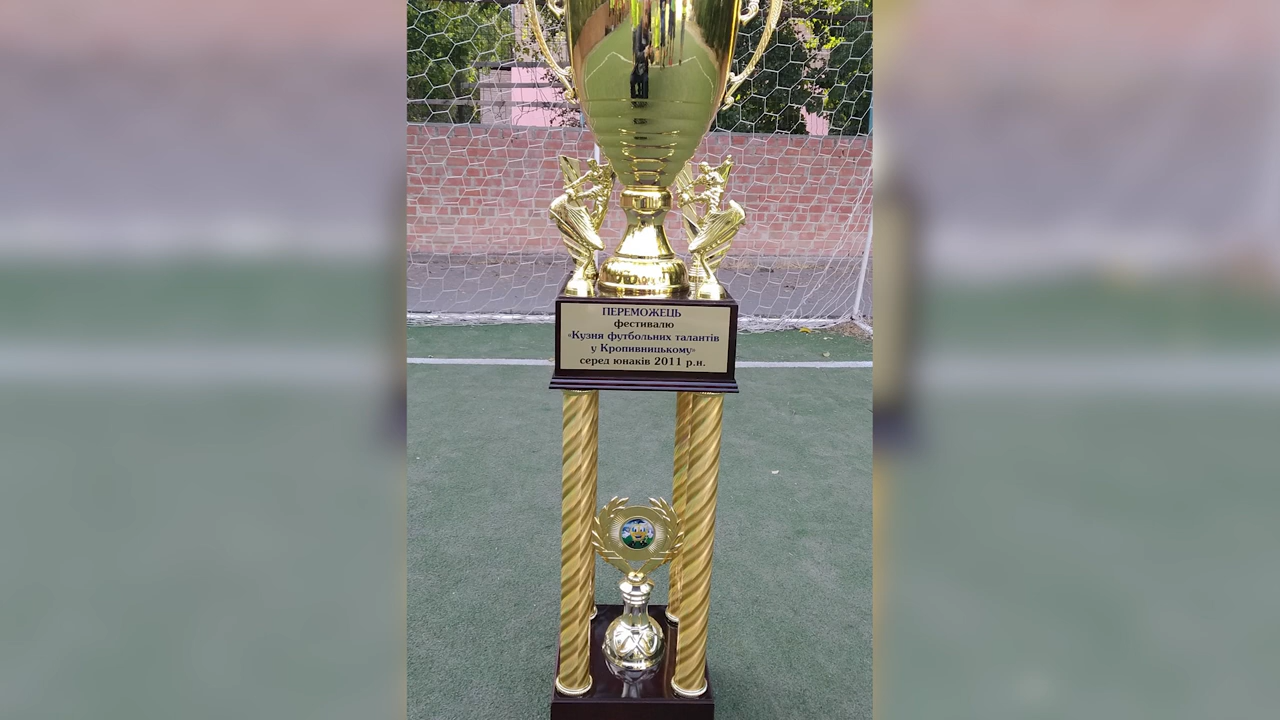 ПЕРЕМОЖЕЦЬ
фестивалю
«Кузня футбольних талантів
у Кропивницькому»
серед юнаків 2011 р.н.